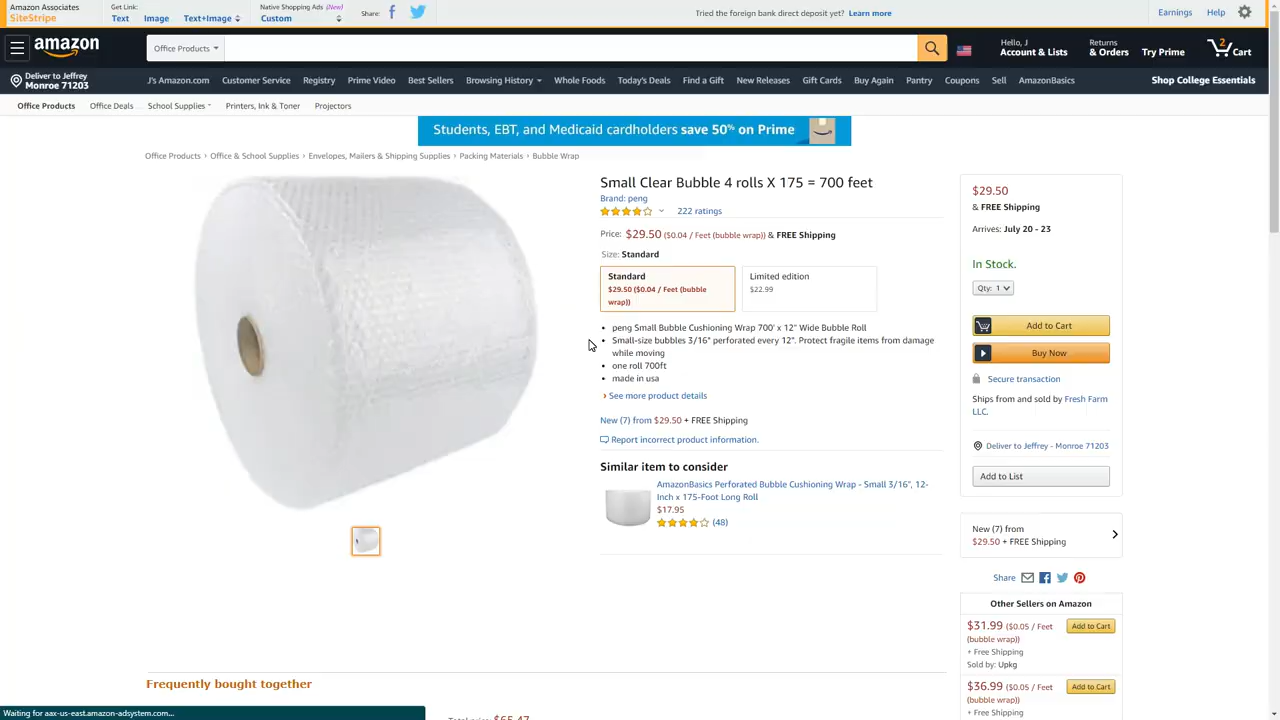 Amazon Associates
SiteStripe
Get Link:
Text Image Text+Image
Native Shopping Ads (New)
Custom
Share:
Tried the foreign bank direct deposit yet? Learn more
Earnings Help
amazon
Office Products
Hello, J
Account & Lists
Returns
& Orders
Try Prime
2
Cart
Deliver to Jeffrey
Monroe 71203
J's Amazon.com Customer Service Registry Prime Video Best Sellers Browsing History Whole Foods Today's Deals Find a Gift New Releases Gift Cards Buy Again Pantry Coupons Sell AmazonBasics
Shop College Essentials
Office Products Office Deals School Supplies Printers, Ink & Toner Projectors
Students, EBT, and Medicaid cardholders save 50% on Prime
Office Products › Office & School Supplies › Envelopes, Mailers & Shipping Supplies › Packing Materials › Bubble Wrap
Small Clear Bubble 4 rolls X 175 = 700 feet
Brand: peng
222 ratings
Price: $29.50 ($0.04 / Feet (bubble wrap)) & FREE Shipping
Size: Standard
Standard
$29.50 ($0.04 / Feet (bubble
wrap))
Limited edition
$22.99
• peng Small Bubble Cushioning Wrap 700' x 12" Wide Bubble Roll
• Small-size bubbles 3/16" perforated every 12". Protect fragile items from damage
while moving
• one roll 700ft
• made in usa
› See more product details
New (7) from $29.50 + FREE Shipping
Report incorrect product information.
Similar item to consider
AmazonBasics Perforated Bubble Cushioning Wrap - Small 3/16", 12-
Inch x 175-Foot Long Roll
$17.95
(48)
$29.50
& FREE Shipping
Arrives: July 20 - 23
In Stock.
Qty: 1
Add to Cart
Buy Now
Secure transaction
Ships from and sold by Fresh Farm
LLC.
Deliver to Jeffrey - Monroe 71203
Add to List
New (7) from
$29.50 + FREE Shipping
Share
Other Sellers on Amazon
$31.99 ($0.05 / Feet
(bubble wrap))
+ Free Shipping
Sold by: Upkg
Add to Cart
$36.99 ($0.05 / Feet
(bubble wrap))
+ Free Shipping
Add to Cart
Frequently bought together
Total price: $65.47
Waiting for aax-us-east.amazon-adsystem.com...